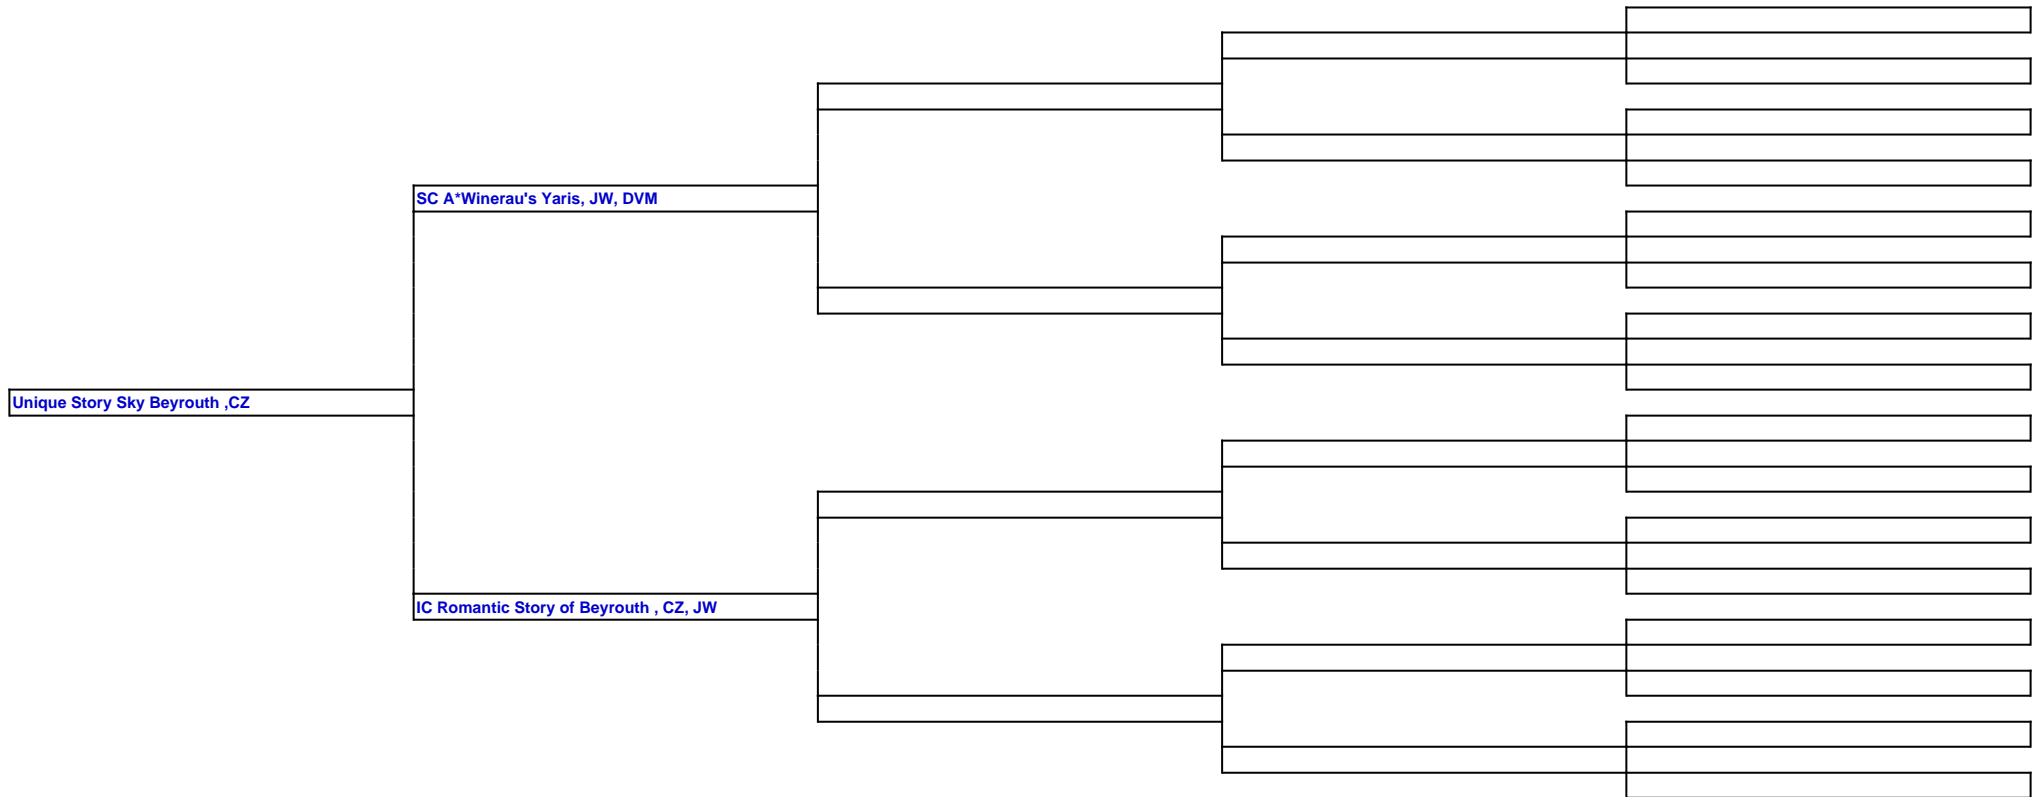 SC A*Winerau's Yaris, JW, DVM
Unique Story Sky Beyrouth ,CZ
IC Romantic Story of Beyrouth , CZ, JW